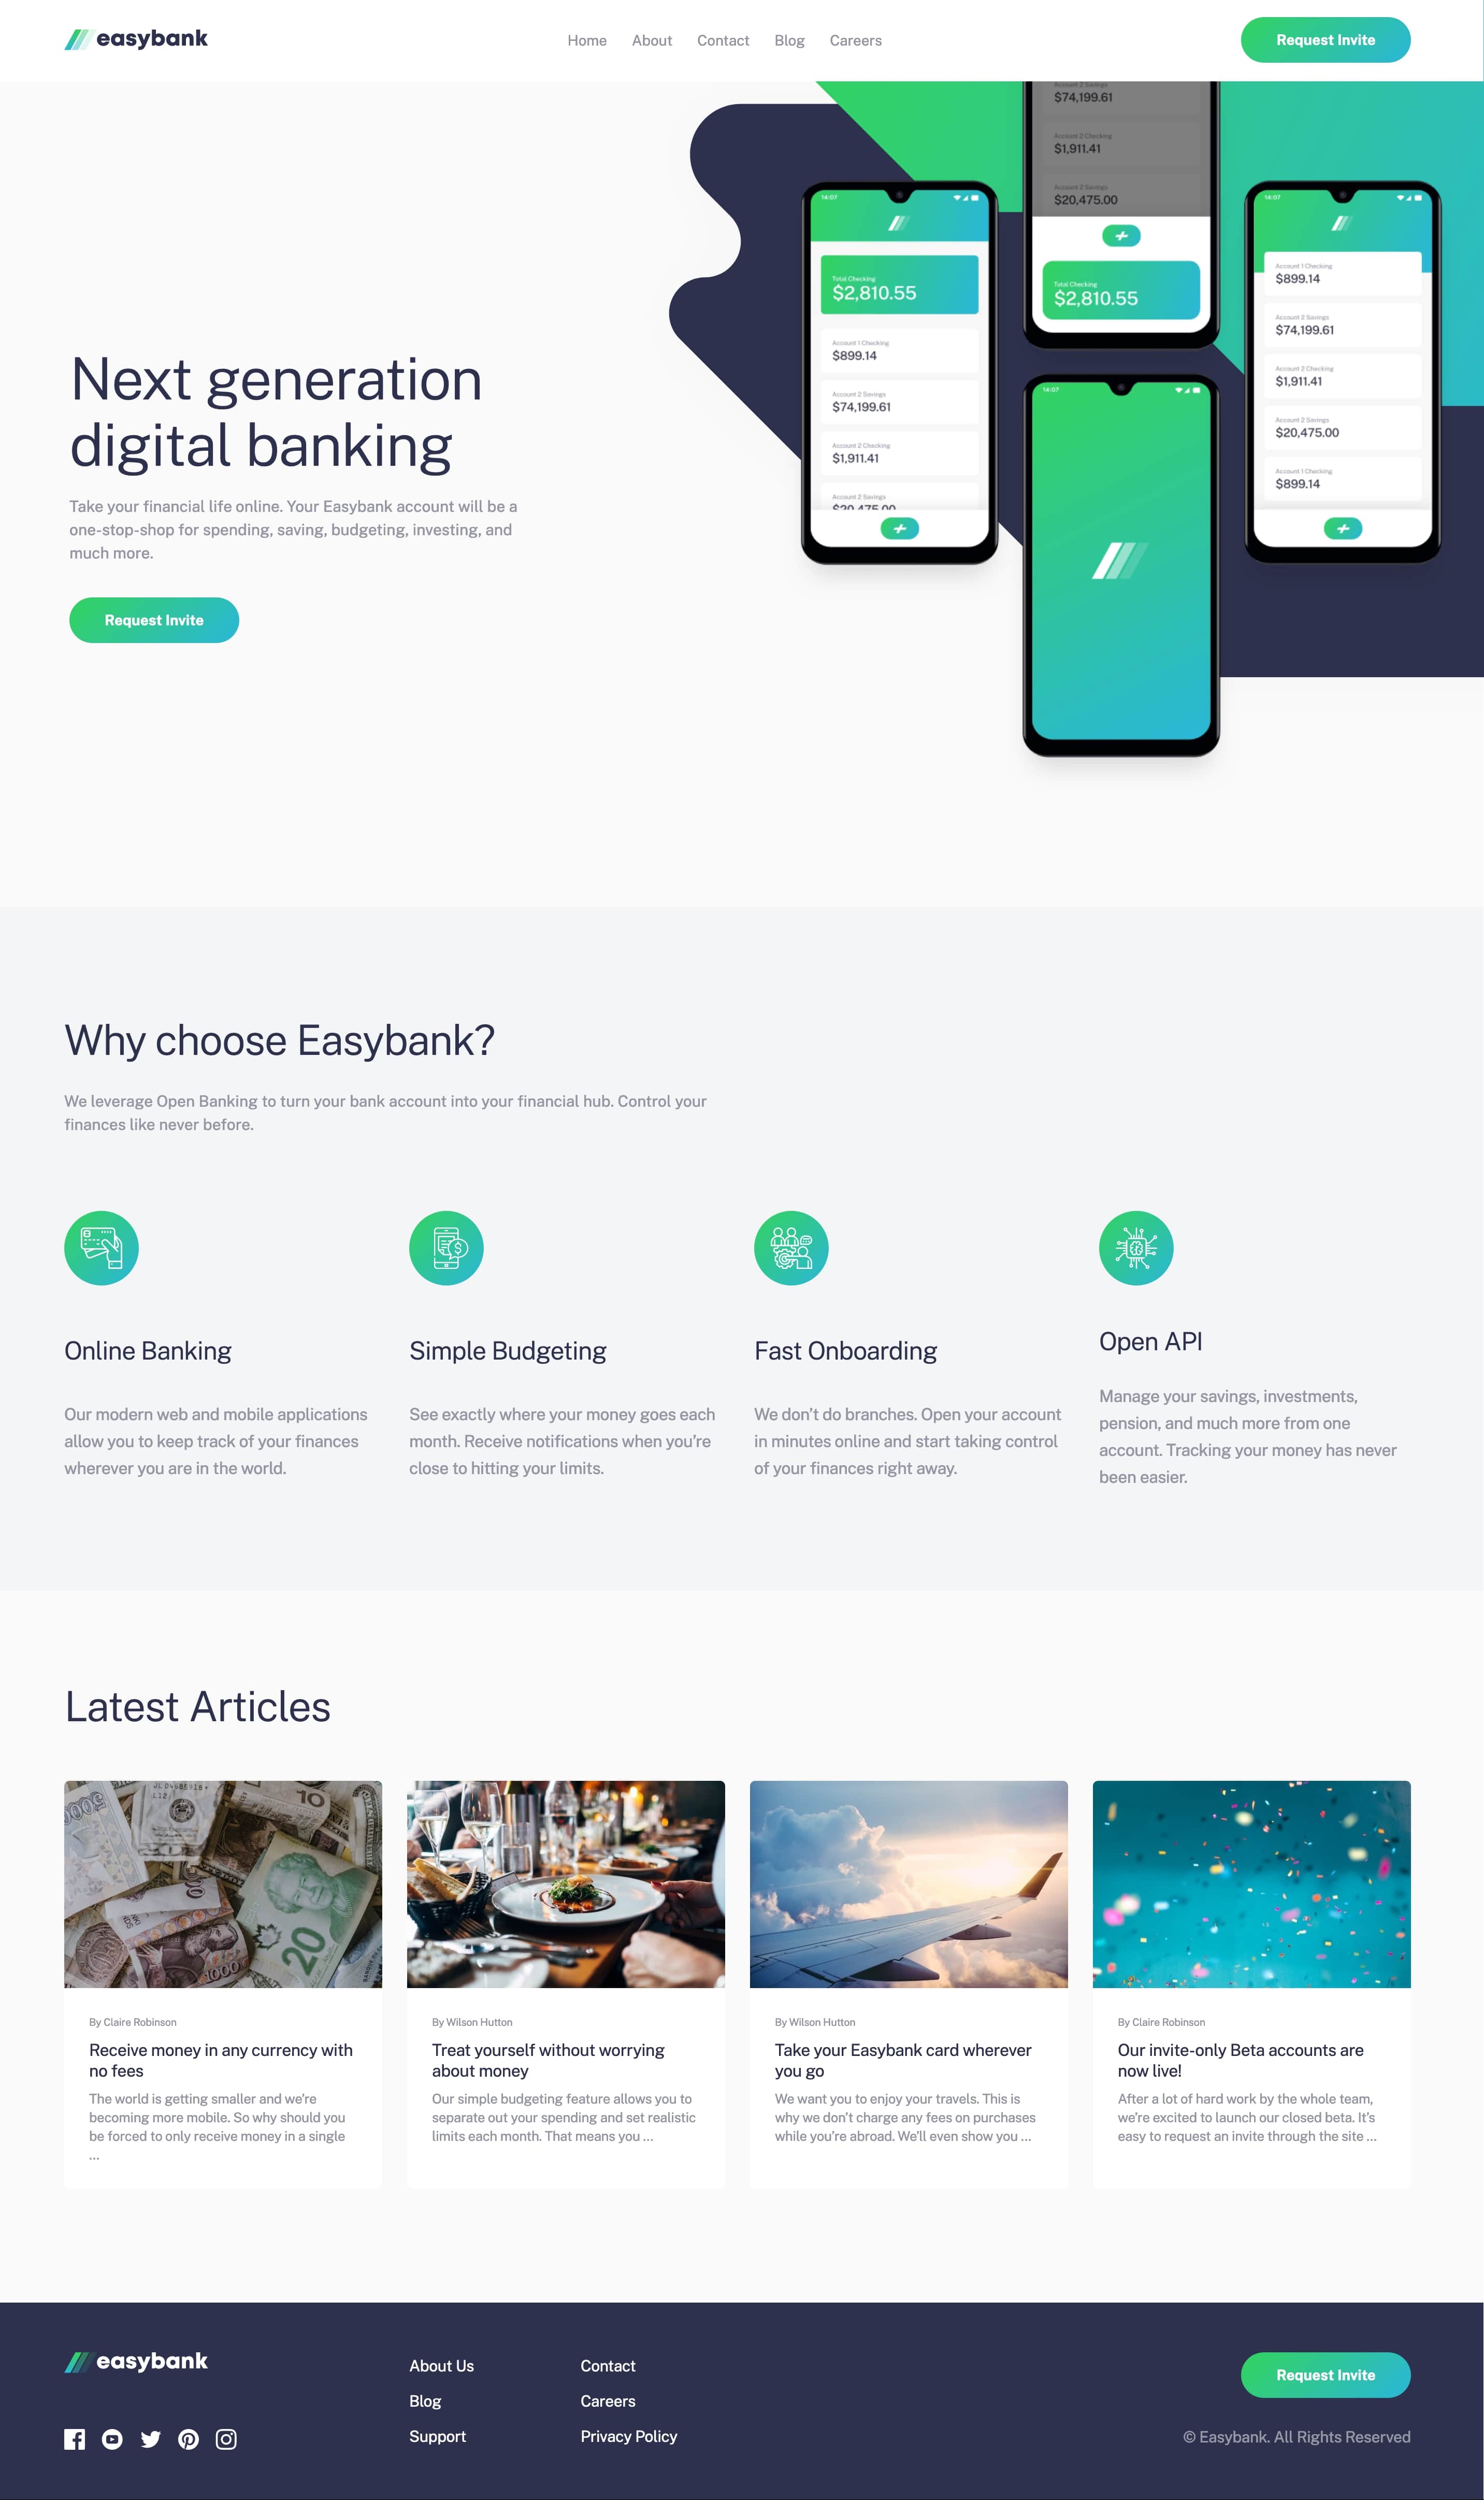 easybank
Home About Contact Blog Careers
Request Invite
Next generation
digital banking
Take your financial life online. Your Easybank account will be a
one-stop-shop for spending, saving, budgeting, investing, and
much more.
Request Invite
14:07
Total Checking
$2,810.55
Account 1 Checking
$899.14
Account 2 Savings
$74,199.61
Account 2 Checking
$1,911.41
Account 2 Savings
$20,475.00
Account 2 Savings
$74,199.61
Account 2 Checking
$1,911.41
Account 2 Savings
$20,475.00
Total Checking
$2,810.55
14:07
14:07
Account 1 Checking
$899.14
Account 2 Savings
$74,199.61
Account 2 Checking
$1,911.41
Account 2 Savings
$20,475.00
Account 1 Checking
$899.14
Why choose Easybank?
We leverage Open Banking to turn your bank account into your financial hub. Control your
finances like never before.
Online Banking
Our modern web and mobile applications
allow you to keep track of your finances
wherever you are in the world.
Simple Budgeting
See exactly where your money goes each
month. Receive notifications when you’re
close to hitting your limits.
Fast Onboarding
We don’t do branches. Open your account
in minutes online and start taking control
of your finances right away.
Open API
Manage your savings, investments,
pension, and much more from one
account. Tracking your money has never
been easier.
Latest Articles
10
20
1000
By Claire Robinson
Receive money in any currency with
no fees
The world is getting smaller and we’re
becoming more mobile. So why should you
be forced to only receive money in a single
…
By Wilson Hutton
Treat yourself without worrying
about money
Our simple budgeting feature allows you to
separate out your spending and set realistic
limits each month. That means you …
By Wilson Hutton
Take your Easybank card wherever
you go
We want you to enjoy your travels. This is
why we don’t charge any fees on purchases
while you’re abroad. We’ll even show you …
By Claire Robinson
Our invite-only Beta accounts are
now live!
After a lot of hard work by the whole team,
we’re excited to launch our closed beta. It’s
easy to request an invite through the site …
easybank
About Us
Blog
Support
Contact
Careers
Privacy Policy
Request Invite
© Easybank. All Rights Reserved